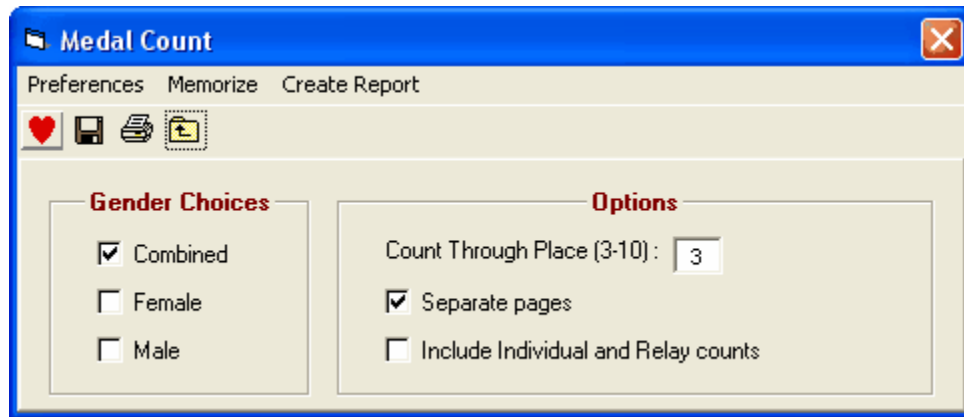 Medal Count
Preferences Memorize Create Report
Gender Choices
Combined
Female
Male
Options
Count Through Place (3-10) : 3
Separate pages
Include Individual and Relay counts